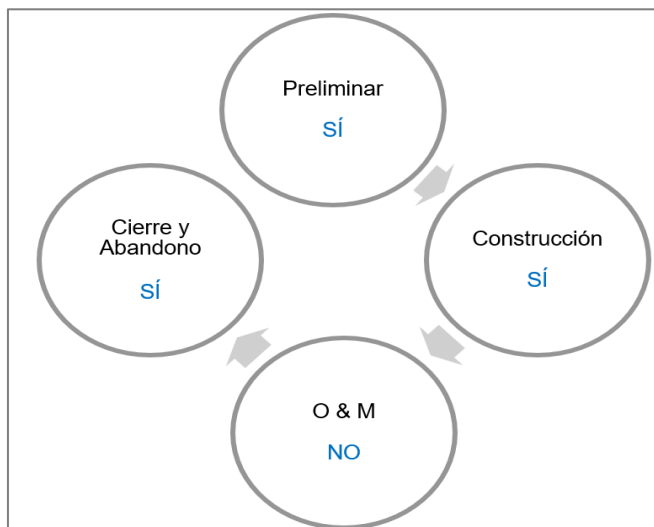 Preliminar
SÍ
Construcción
SÍ
O & M
NO
Cierre y
Abandono
SÍ